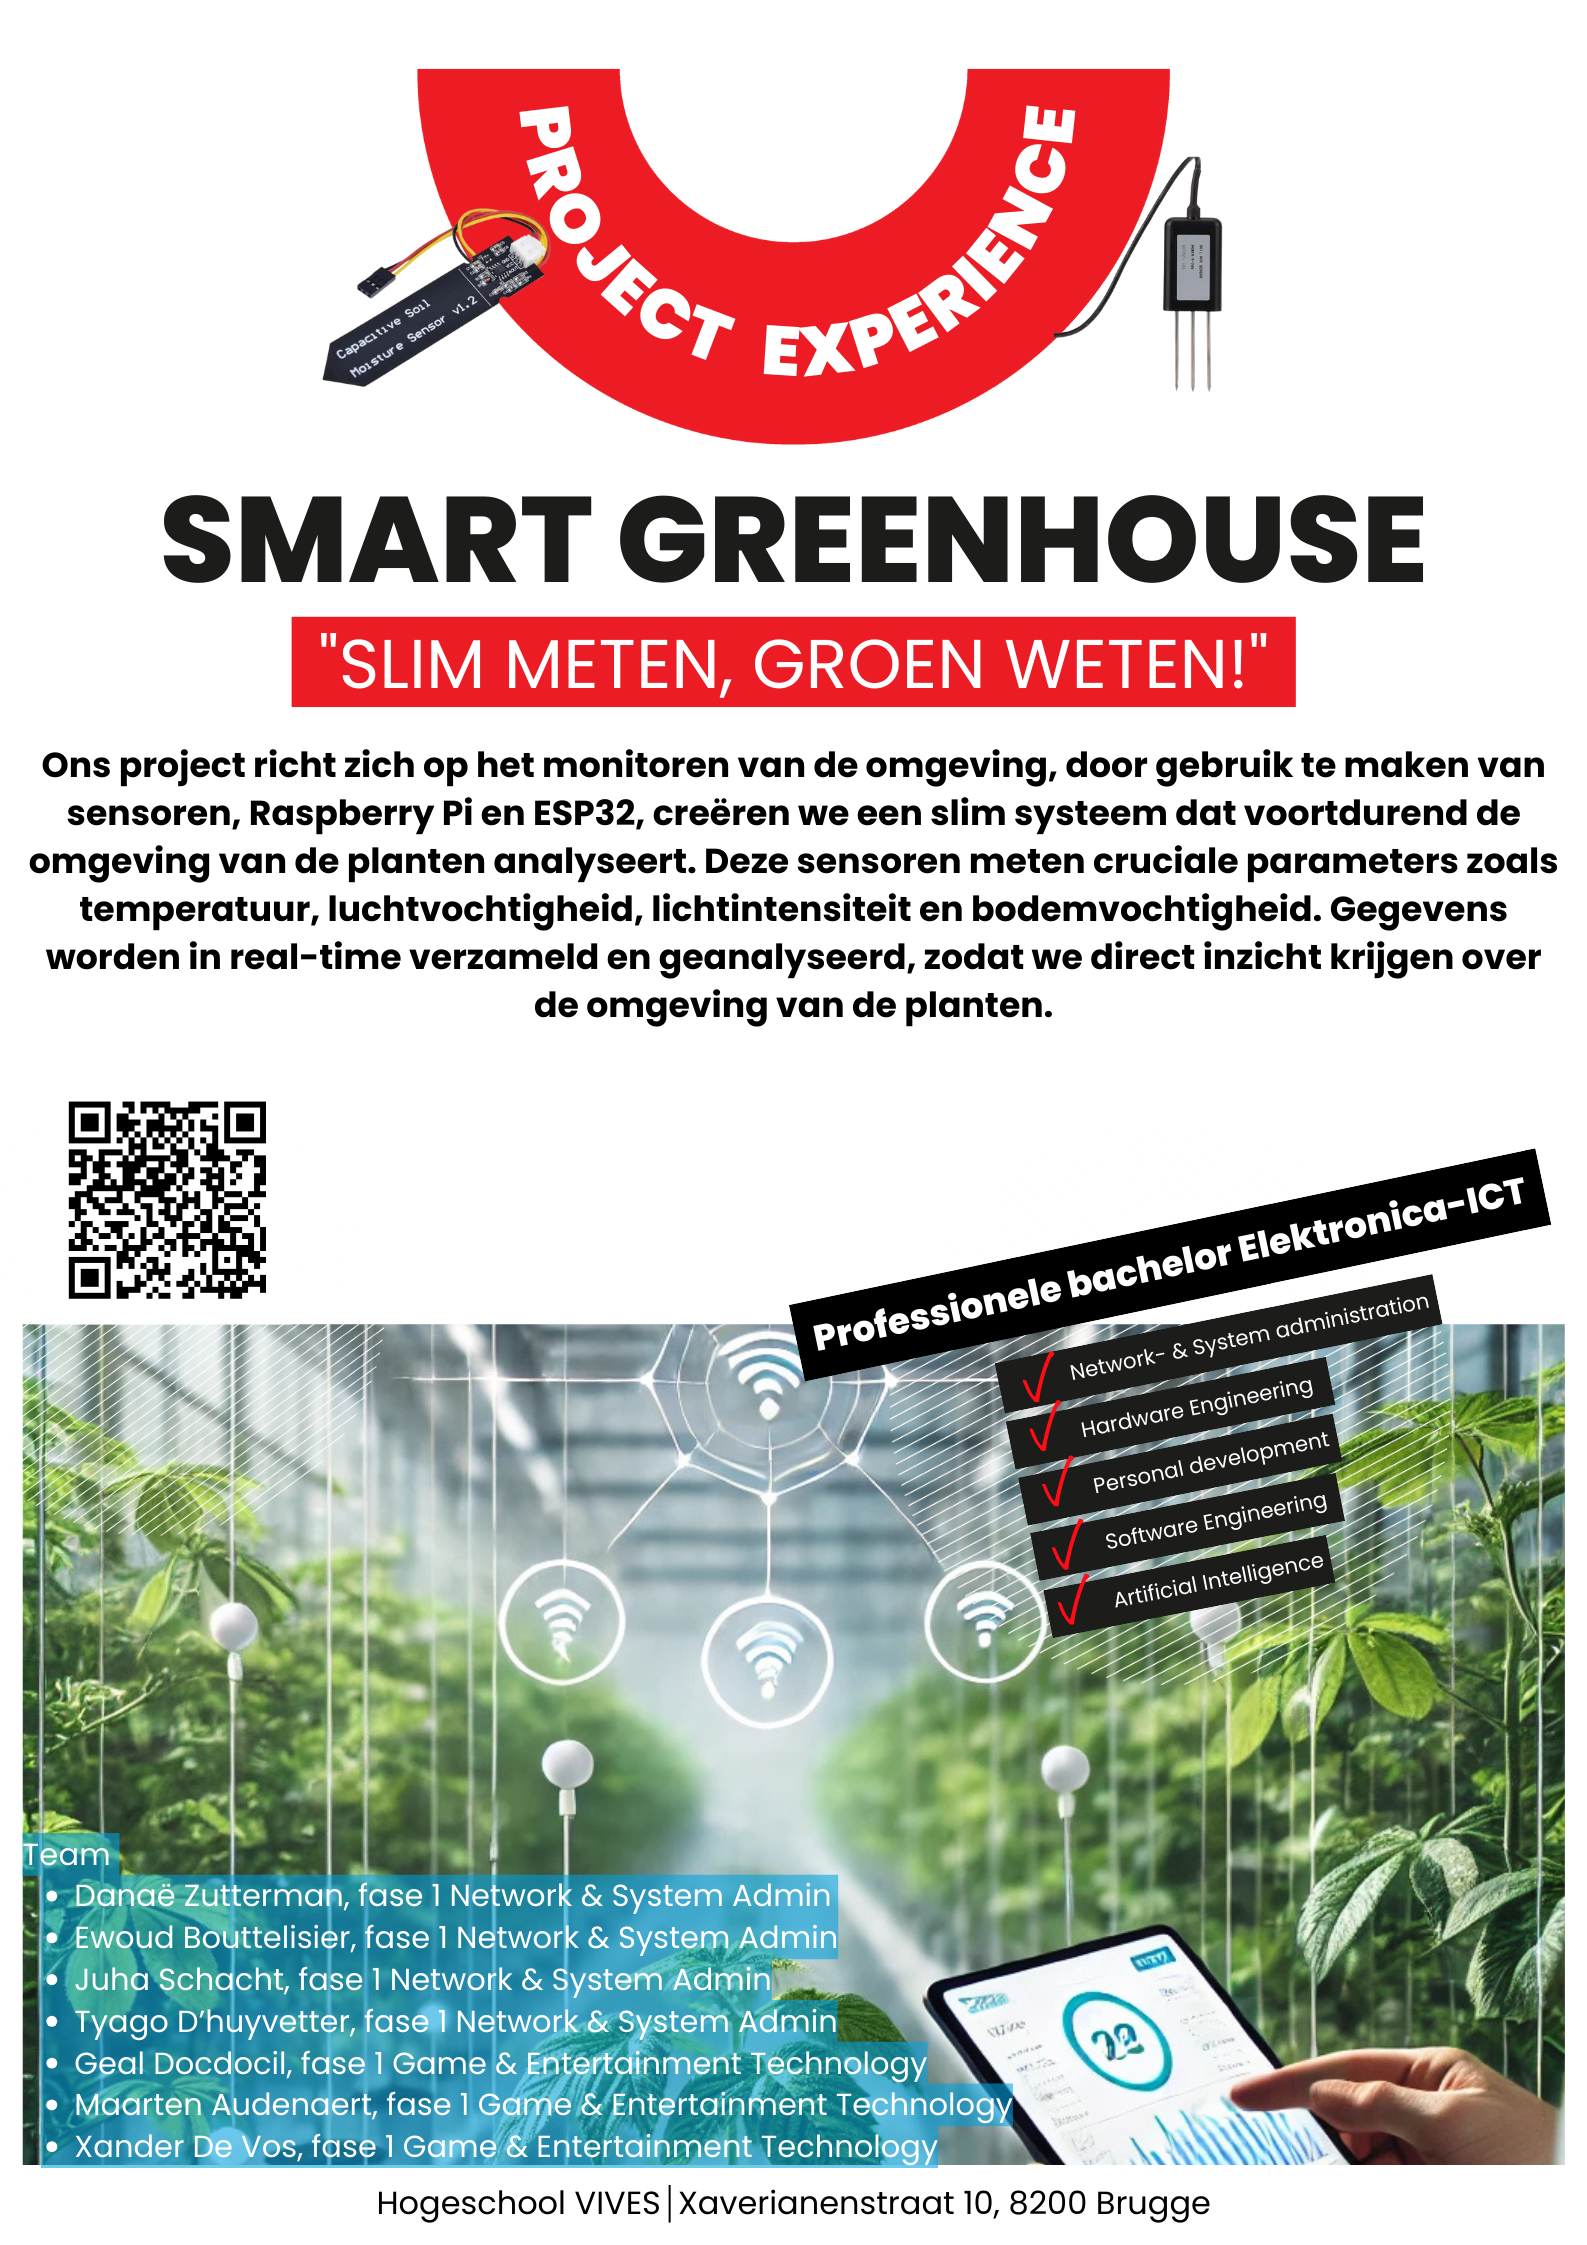 PROJECT EXPERIENCE
Capacitive Soil
Moisture Sensor v1.2
SMART GREENHOUSE
"SLIM METEN, GROEN WETEN!"
Ons project richt zich op het monitoren van de omgeving, door gebruik te maken van
sensoren, Raspberry Pi en ESP32, creëren we een slim systeem dat voortdurend de
omgeving van de planten analyseert. Deze sensoren meten cruciale parameters zoals
temperatuur, luchtvochtigheid, lichtintensiteit en bodemvochtigheid. Gegevens
worden in real-time verzameld en geanalyseerd, zodat we direct inzicht krijgen over
de omgeving van de planten.
Professionele bachelor Elektronica-ICT
Network- & System administration
Hardware Engineering
Personal development
Software Engineering
Artificial Intelligence
Team
• Danaë Zutterman, fase 1 Network & System Admin
• Ewoud Bouttelisier, fase 1 Network & System Admin
• Juha Schacht, fase 1 Network & System Admin
• Tyago D’huyvetter, fase 1 Network & System Admin
• Geal Docdocil, fase 1 Game & Entertainment Technology
• Maarten Audenaert, fase 1 Game & Entertainment Technology
• Xander De Vos, fase 1 Game & Entertainment Technology
Hogeschool VIVES|Xaverianenstraat 10, 8200 Brugge